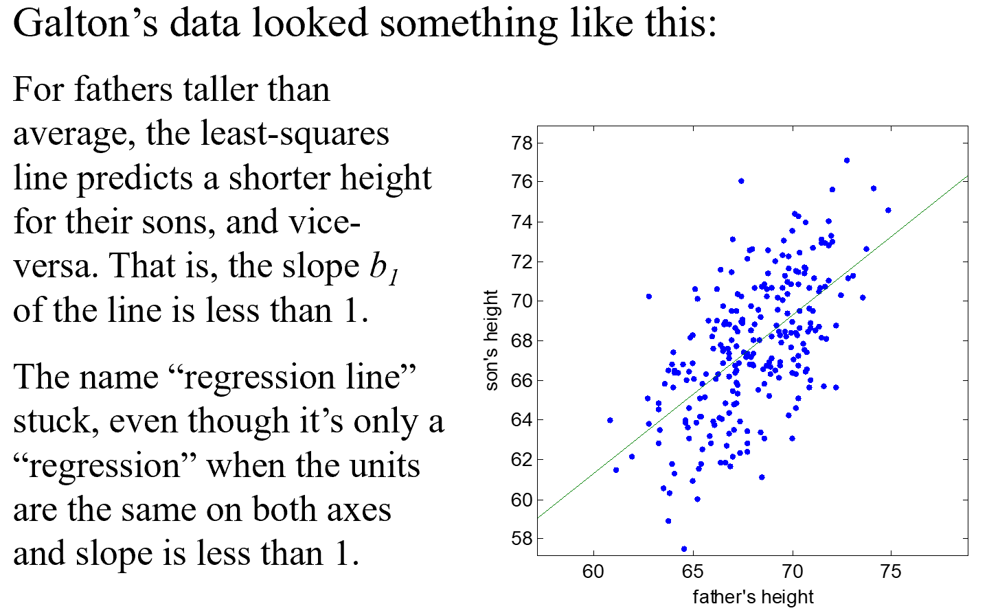 Galton’s data looked something like this:
For fathers taller than
average, the least-squares
line predicts a shorter height
for their sons, and vice-
versa. That is, the slope b1
of the line is less than 1.
The name “regression line”
stuck, even though it’s only a
“regression” when the units
are the same on both axes
and slope is less than 1.
78
76
74
72
70
68
66
64
62
60
58
son's height
60 65 70 75
father's height